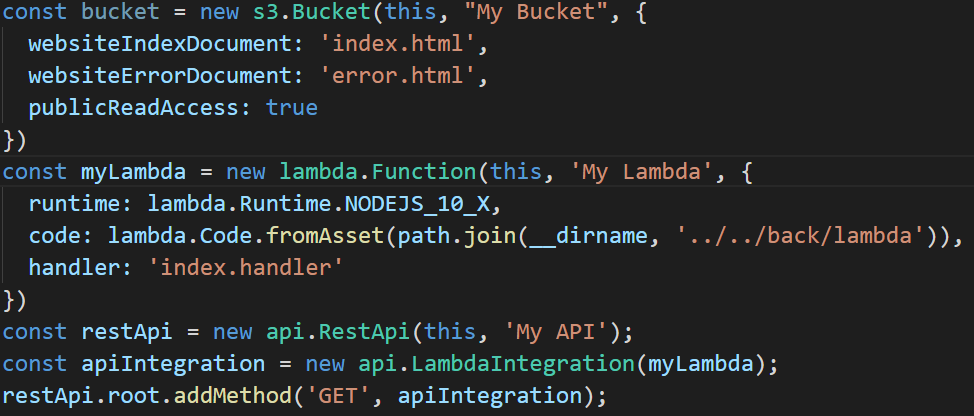 const bucket = new s3.Bucket(this, "My Bucket", {
  websiteIndexDocument: 'index.html',
  websiteErrorDocument: 'error.html',
  publicReadAccess: true
})
const myLambda = new lambda.Function(this, 'My Lambda', {
  runtime: lambda.Runtime.NODEJS_10_X,
  code: lambda.Code.fromAsset(path.join(__dirname, '../../back/lambda')),
  handler: 'index.handler'
})
const restApi = new api.RestApi(this, 'My API');
const apiIntegration = new api.LambdaIntegration(myLambda);
restApi.root.addMethod('GET', apiIntegration);